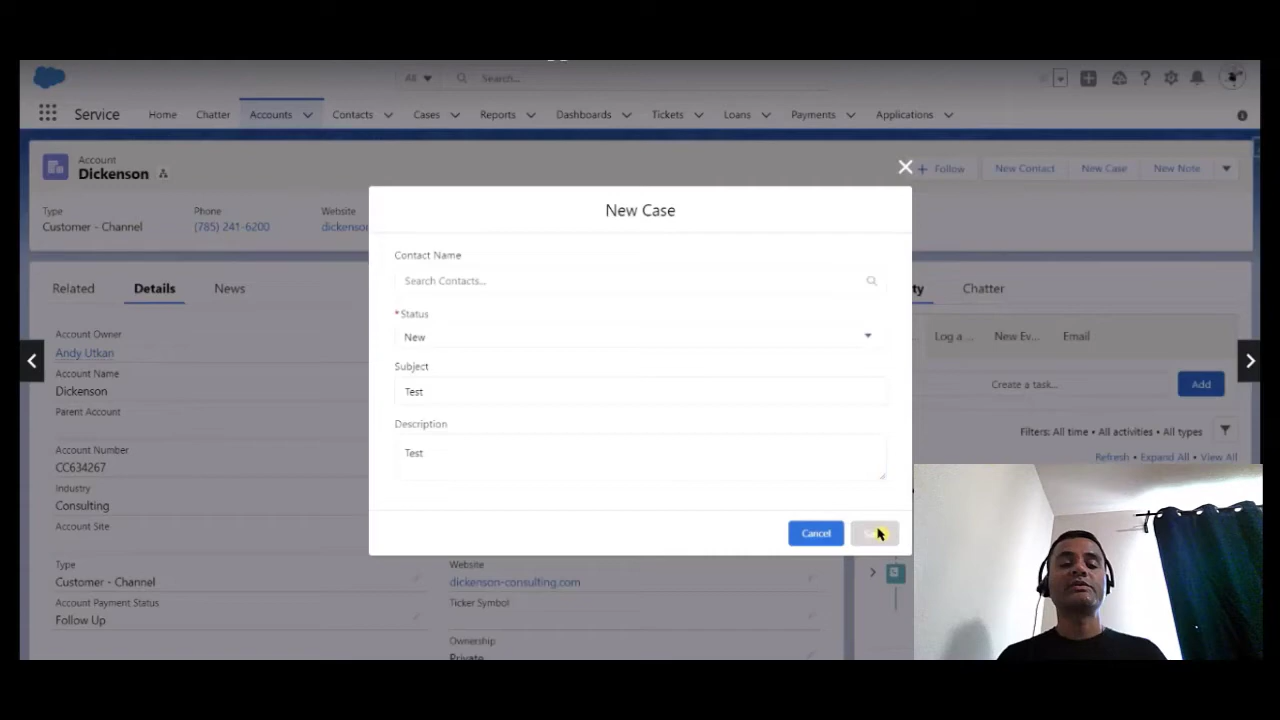 All
Search...
Service
Home
Chatter
Accounts
Contacts
Cases
Reports
Dashboards
Tickets
Loans
Payments
Applications
Account
Dickenson
Follow
New Contact
New Case
New Note
Type
Phone
Website
Customer - Channel
(785) 241-6200
dickenson
New Case
Contact Name
Search Contacts...
*Status
New
Subject
Test
Description
Test
Cancel
Related
Details
News
Chatter
Account Owner
Andy Utkan
Account Name
Dickenson
Parent Account
Account Number
CC634267
Industry
Consulting
Account Site
Type
Customer - Channel
Account Payment Status
Follow Up
Website
dickenson-consulting.com
Ticker Symbol
Ownership
Private
Log a ...
New Ev...
Email
Create a task...
Add
Filters: All time • All activities • All types
Refresh • Expand All • View All